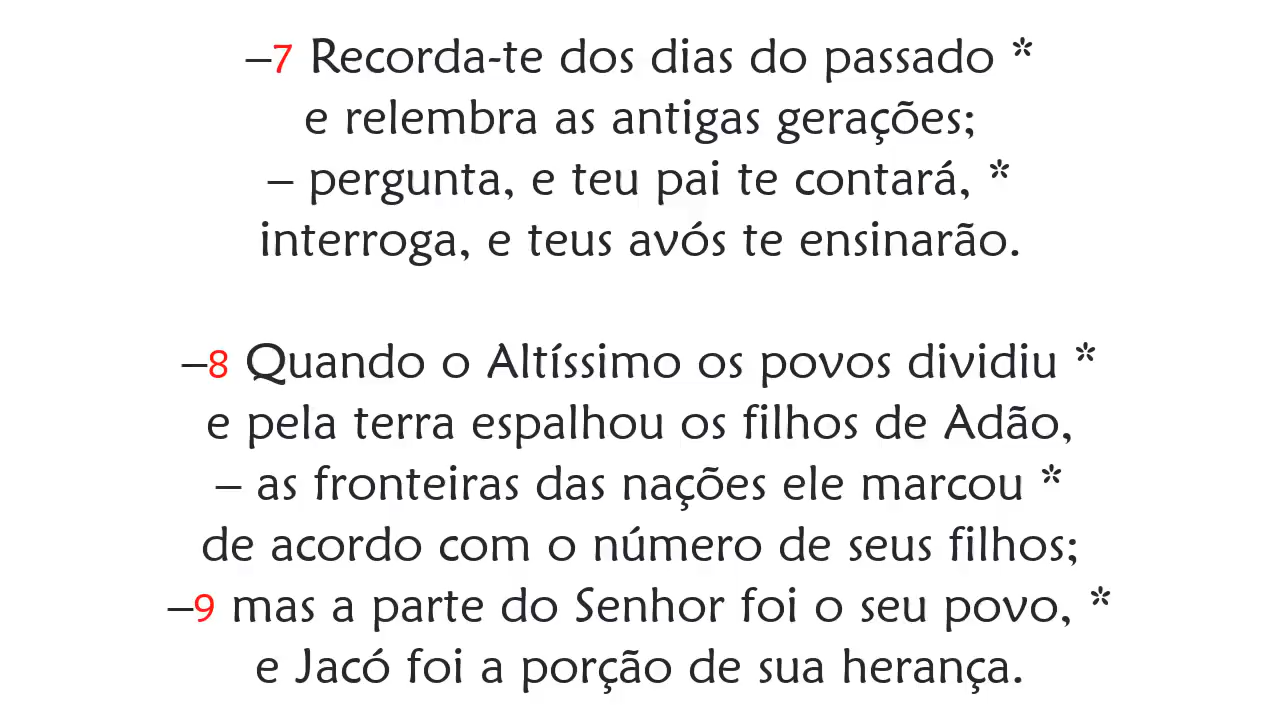 –7 Recorda-te dos dias do passado *
e relembra as antigas gerações;
– pergunta, e teu pai te contará, *
interroga, e teus avós te ensinarão.
–8 Quando o Altíssimo os povos dividiu *
e pela terra espalhou os filhos de Adão,
– as fronteiras das nações ele marcou *
de acordo com o número de seus filhos;
–9 mas a parte do Senhor foi o seu povo, *
e Jacó foi a porção de sua herança.